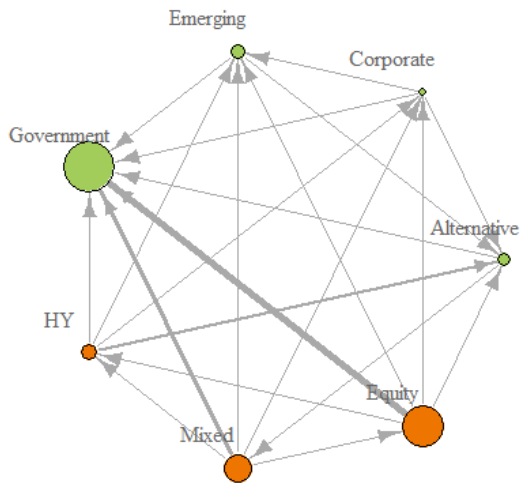 Emerging
Corporate
Government
Alternative
HY
Equity
Mixed